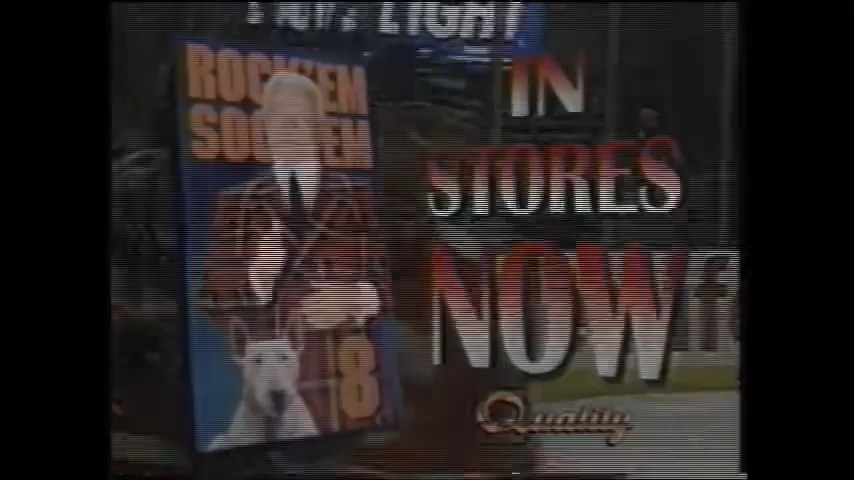 LIGHT
ROCK'EM
SOCK'EM
8
IN
STORES
NOW
Quality